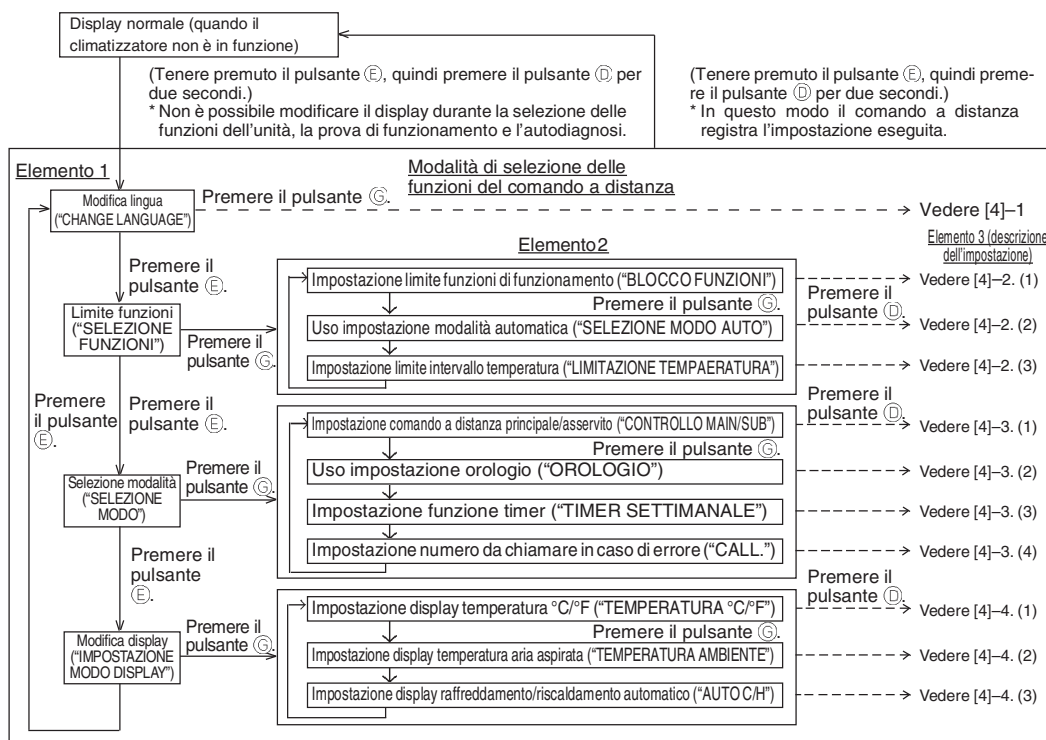 Display normale (quando il
climatizzatore non è in funzione)
(Tenere premuto il pulsante Ⓔ, quindi premere il pulsante Ⓓ per
due secondi.)
* Non è possibile modificare il display durante la selezione delle
funzioni dell'unità, la prova di funzionamento e l'autodiagnosi.
(Tenere premuto il pulsante Ⓔ, quindi preme-
re il pulsante Ⓓ per due secondi.)
* In questo modo il comando a distanza
registra l'impostazione eseguita.
Elemento 1
Modalità di selezione delle
funzioni del comando a distanza
Modifica lingua
("CHANGE LANGUAGE")
Premere il pulsante Ⓖ.
Vedere [4]–1
Elemento2
Elemento 3 (descrizione
dell'impostazione)
Premere il
pulsante Ⓔ.
Limite funzioni
("SELEZIONE
FUNZIONI")
Premere il
pulsante Ⓖ.
Impostazione limite funzioni di funzionamento ("BLOCCO FUNZIONI")
Premere il pulsante Ⓖ.
Uso impostazione modalità automatica ("SELEZIONE MODO AUTO")
Impostazione limite intervallo temperatura ("LIMITAZIONE TEMPAERATURA")
Premere il
pulsante Ⓓ.
Vedere [4]–2. (1)
Vedere [4]–2. (2)
Vedere [4]–2. (3)
Premere
il pulsante
Ⓔ.
Premere il
pulsante Ⓔ.
Selezione modalità
("SELEZIONE
MODO")
Premere il
pulsante Ⓖ.
Impostazione comando a distanza principale/asservito ("CONTROLLO MAIN/SUB")
Premere il pulsante Ⓖ.
Uso impostazione orologio ("OROLOGIO")
Impostazione funzione timer ("TIMER SETTIMANALE")
Impostazione numero da chiamare in caso di errore ("CALL.")
Premere il
pulsante Ⓓ.
Vedere [4]–3. (1)
Vedere [4]–3. (2)
Vedere [4]–3. (3)
Vedere [4]–3. (4)
Premere il
pulsante
Ⓔ.
Modifica display
("IMPOSTAZIONE
MODO DISPLAY")
Premere il
pulsante Ⓖ.
Impostazione display temperatura °C/°F ("TEMPERATURA °C/°F")
Premere il pulsante Ⓖ.
Impostazione display temperatura aria aspirata ("TEMPERATURA AMBIENTE")
Impostazione display raffreddamento/riscaldamento automatico ("AUTO C/H")
Premere il
pulsante Ⓓ.
Vedere [4]–4. (1)
Vedere [4]–4. (2)
Vedere [4]–4. (3)